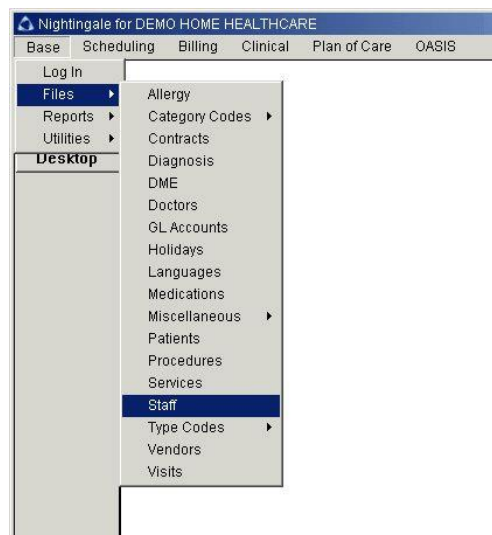 Nightingale for DEMO HOME HEALTHCARE
Base Scheduling Billing Clinical Plan of Care OASIS
Log In
Files
Reports
Utilities
Desktop
Allergy
Category Codes
Contracts
Diagnosis
DME
Doctors
GL Accounts
Holidays
Languages
Medications
Miscellaneous
Patients
Procedures
Services
Staff
Type Codes
Vendors
Visits